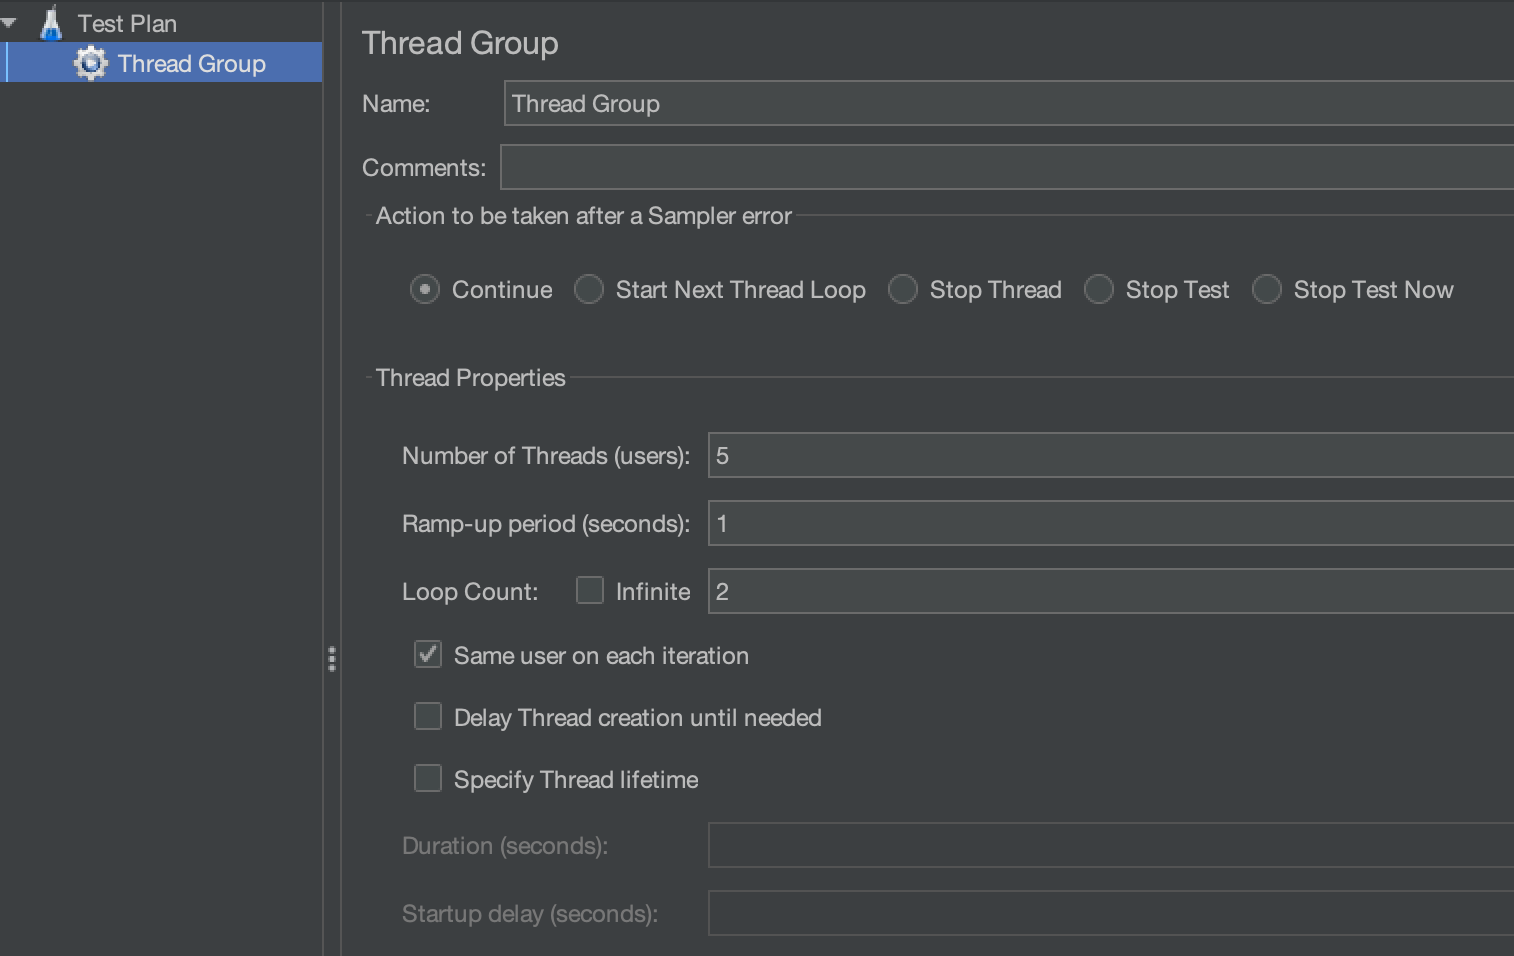 Test Plan
Thread Group
Thread Group
Name: Thread Group
Comments:
Action to be taken after a Sampler error
Continue Start Next Thread Loop Stop Thread Stop Test Stop Test Now
Thread Properties
Number of Threads (users): 5
Ramp-up period (seconds): 1
Loop Count: Infinite 2
Same user on each iteration
Delay Thread creation until needed
Specify Thread lifetime
Duration (seconds):
Startup delay (seconds):